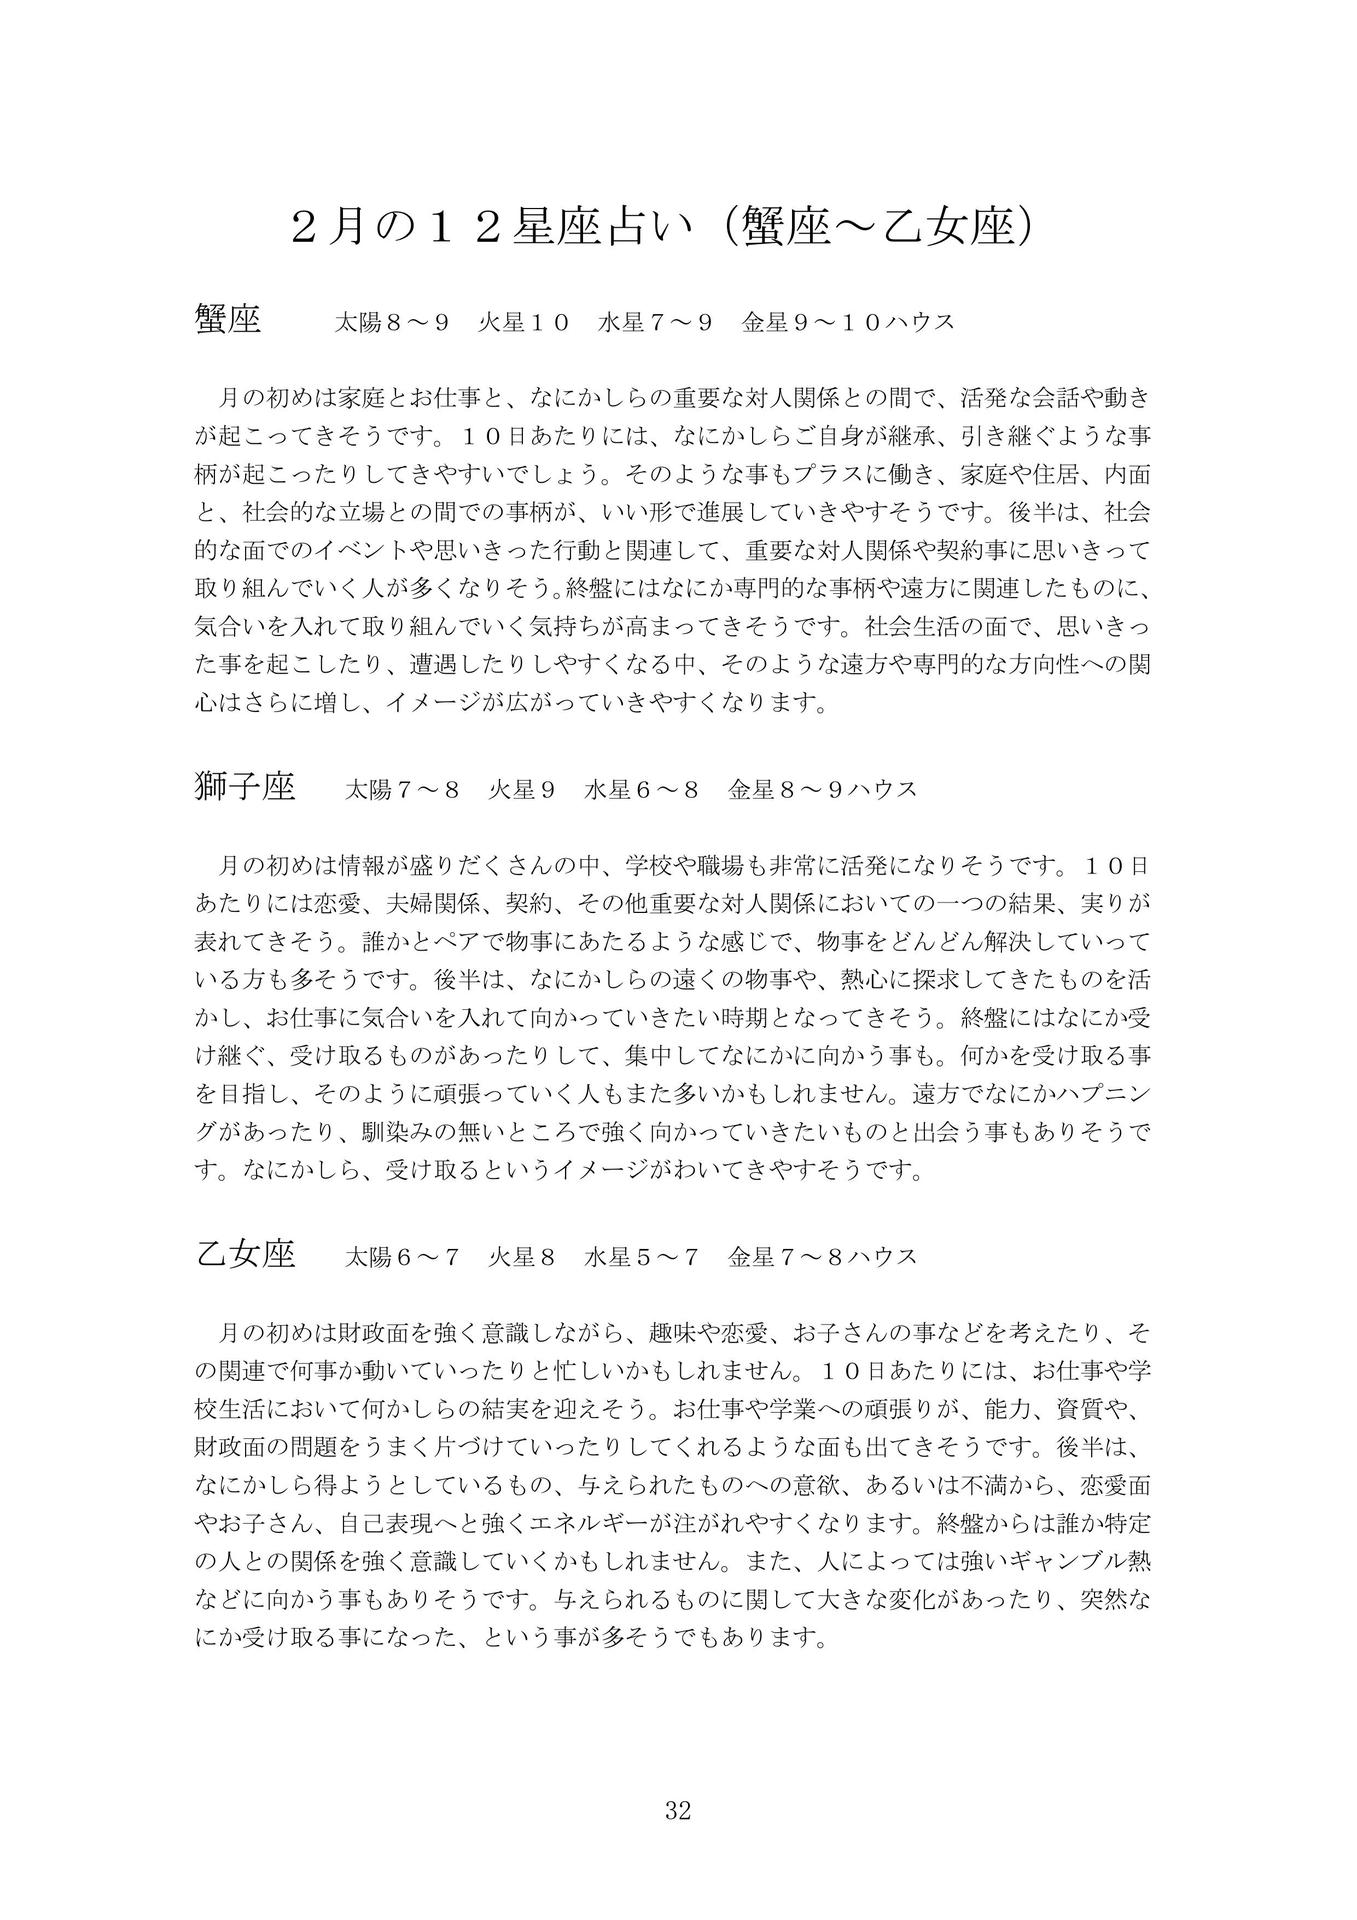 ２月の１２星座占い（蟹座～乙女座）
蟹座　　太陽８～９　火星１０　水星７～９　金星９～１０ハウス
　月の初めは家庭とお仕事と、なにかしらの重要な対人関係との間で、活発な会話や動き
が起こってきそうです。１０日あたりには、なにかしらご自身が継承、引き継ぐような事
柄が起こったりしてきやすいでしょう。そのような事もプラスに働き、家庭や住居、内面
と、社会的な立場との間での事柄が、いい形で進展していきやすそうです。後半は、社会
的な面でのイベントや思いきった行動と関連して、重要な対人関係や契約事に思いきって
取り組んでいく人が多くなりそう。終盤にはなにか専門的な事柄や遠方に関連したものに、
気合いを入れて取り組んでいく気持ちが高まってきそうです。社会生活の面で、思いきっ
た事を起こしたり、遭遇したりしやすくなる中、そのような遠方や専門的な方向性への関
心はさらに増し、イメージが広がっていきやすくなります。
獅子座　　太陽７～８　火星９　水星６～８　金星８～９ハウス
　月の初めは情報が盛りだくさんの中、学校や職場も非常に活発になりそうです。１０日
あたりには恋愛、夫婦関係、契約、その他重要な対人関係においての一つの結果、実りが
表れてきそう。誰かとペアで物事にあたるような感じで、物事をどんどん解決していって
いる方も多そうです。後半は、なにかしらの遠くの物事や、熱心に探求してきたものを活
かし、お仕事に気合いを入れて向かっていきたい時期となってきそう。終盤にはなにか受
け継ぐ、受け取るものがあったりして、集中してなにかに向かう事も。何かを受け取る事
を目指し、そのように頑張っていく人もまた多いかもしれません。遠方でなにかハプニン
グがあったり、馴染みの無いところで強く向かっていきたいものと出会う事もありそうで
す。なにかしら、受け取るというイメージがわいてきやすそうです。
乙女座　　太陽６～７　火星８　水星５～７　金星７～８ハウス
　月の初めは財政面を強く意識しながら、趣味や恋愛、お子さんの事などを考えたり、そ
の関連で何事か動いていったりと忙しいかもしれません。１０日あたりには、お仕事や学
校生活において何かしらの結実を迎えそう。お仕事や学業への頑張りが、能力、資質や、
財政面の問題をうまく片づけていったりしてくれるような面も出てきそうです。後半は、
なにかしら得ようとしているもの、与えられたものへの意欲、あるいは不満から、恋愛面
やお子さん、自己表現へと強くエネルギーが注がれやすくなります。終盤からは誰か特定
の人との関係を強く意識していくかもしれません。また、人によっては強いギャンブル熱
などに向かう事もありそうです。与えられるものに関して大きな変化があったり、突然な
にか受け取る事になった、という事が多そうでもあります。
32